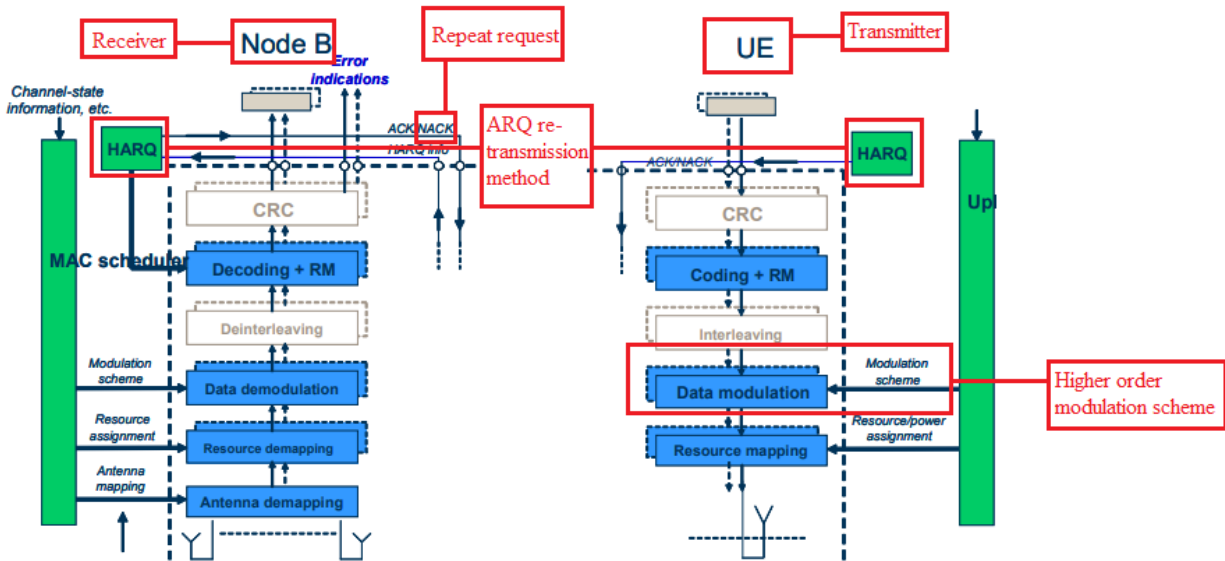 Receiver
Node B
Repeat request
UE
Transmitter
Error
indications
Channel-state
information, etc.
HARQ
ACK/NACK
HARQ info
ARQ re-
transmission
method
ACK/NACK
HARQ
CRC
CRC
Upl
MAC scheduler
Decoding + RM
Coding + RM
Deinterleaving
Interleaving
Modulation
scheme
Data demodulation
Data modulation
Modulation
scheme
Higher order
modulation scheme
Resource
assignment
Resource demapping
Resource mapping
Resource/power
assignment
Antenna
mapping
Antenna demapping